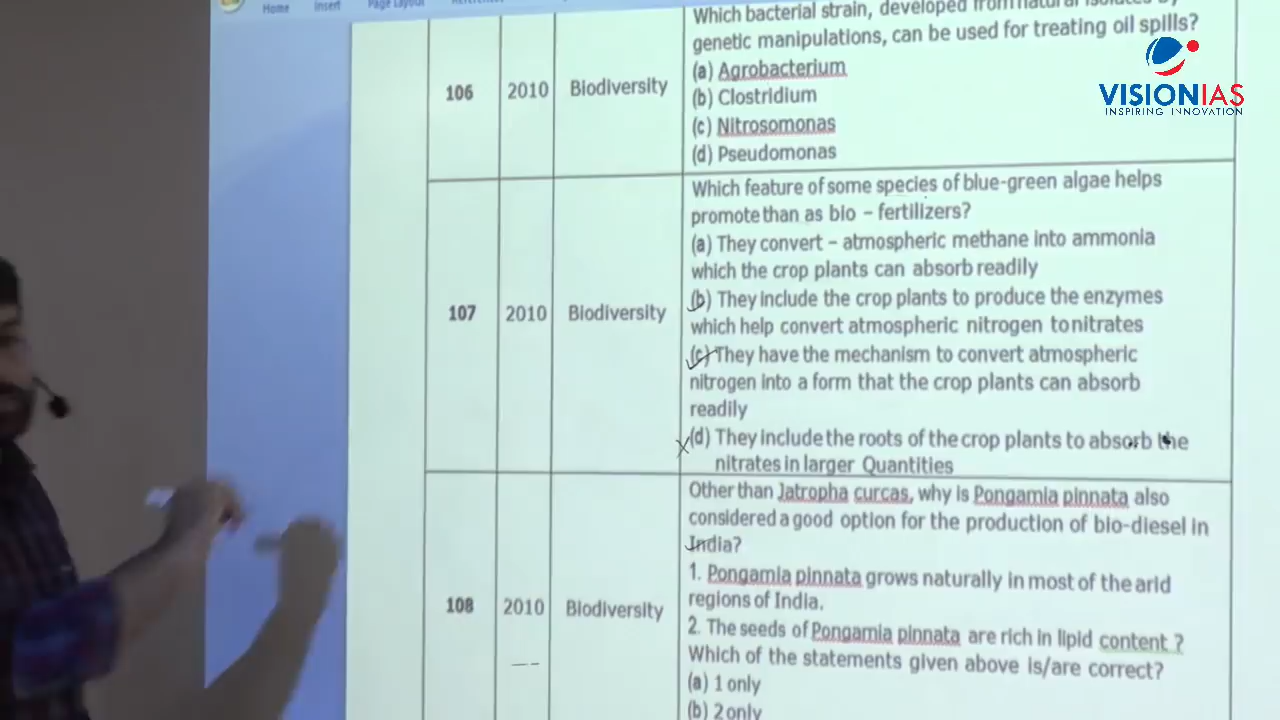 Home Insert Page Layout
Which bacterial strain, developed from natural isolates by
genetic manipulations, can be used for treating oil spills?
106 2010 Biodiversity
(a) Agrobacterium
(b) Clostridium
(c) Nitrosomonas
(d) Pseudomonas
VISIONIAS
INSPIRING INNOVATION
107 2010 Biodiversity
Which feature of some species of blue-green algae helps
promote than as bio – fertilizers?
(a) They convert – atmospheric methane into ammonia
which the crop plants can absorb readily
(b) They include the crop plants to produce the enzymes
which help convert atmospheric nitrogen to nitrates
(c) They have the mechanism to convert atmospheric
nitrogen into a form that the crop plants can absorb
readily
(d) They include the roots of the crop plants to absorb the
nitrates in larger Quantities
108 2010 Biodiversity
Other than Jatropha curcas, why is Pongamia pinnata also
considered a good option for the production of bio-diesel in
India?
1. Pongamia pinnata grows naturally in most of the arid
regions of India.
2. The seeds of Pongamia pinnata are rich in lipid content ?
Which of the statements given above is/are correct?
(a) 1 only
(b) 2 only